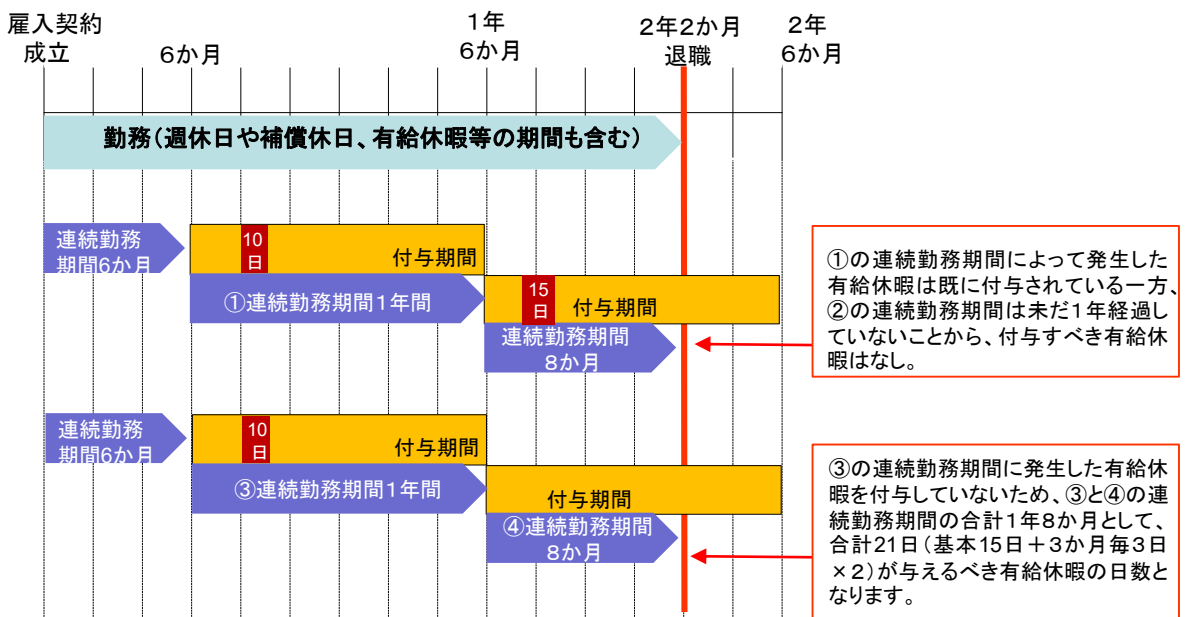 雇入契約
成立
6か月
1年
6か月
2年2か月
退職
2年
6か月
勤務(週休日や補償休日、有給休暇等の期間も含む)
連続勤務
期間6か月
10
日
付与期間
①連続勤務期間1年間
15
日
付与期間
連続勤務期間
8か月
①の連続勤務期間によって発生した
有給休暇は既に付与されている一方、
②の連続勤務期間は未だ1年経過し
ていないことから、付与すべき有給休
暇はなし。
連続勤務
期間6か月
10
日
付与期間
③連続勤務期間1年間
付与期間
④連続勤務期間
8か月
③の連続勤務期間に発生した有給休
暇を付与していないため、③と④の連
続勤務期間の合計1年8か月として、
合計21日(基本15日+3か月毎3日
×2)が与えるべき有給休暇の日数と
なります。